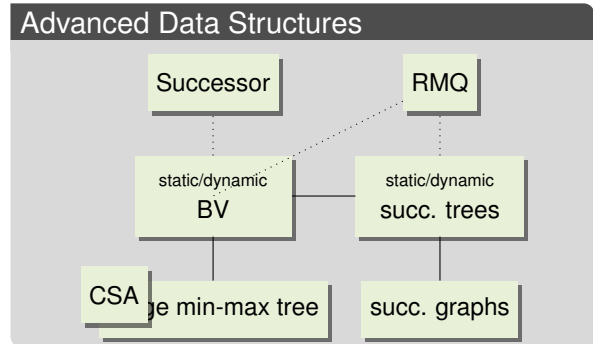 Advanced Data Structures
Successor
RMQ
static/dynamic
BV
static/dynamic
succ. trees
CSA
ge min-max tree
succ. graphs